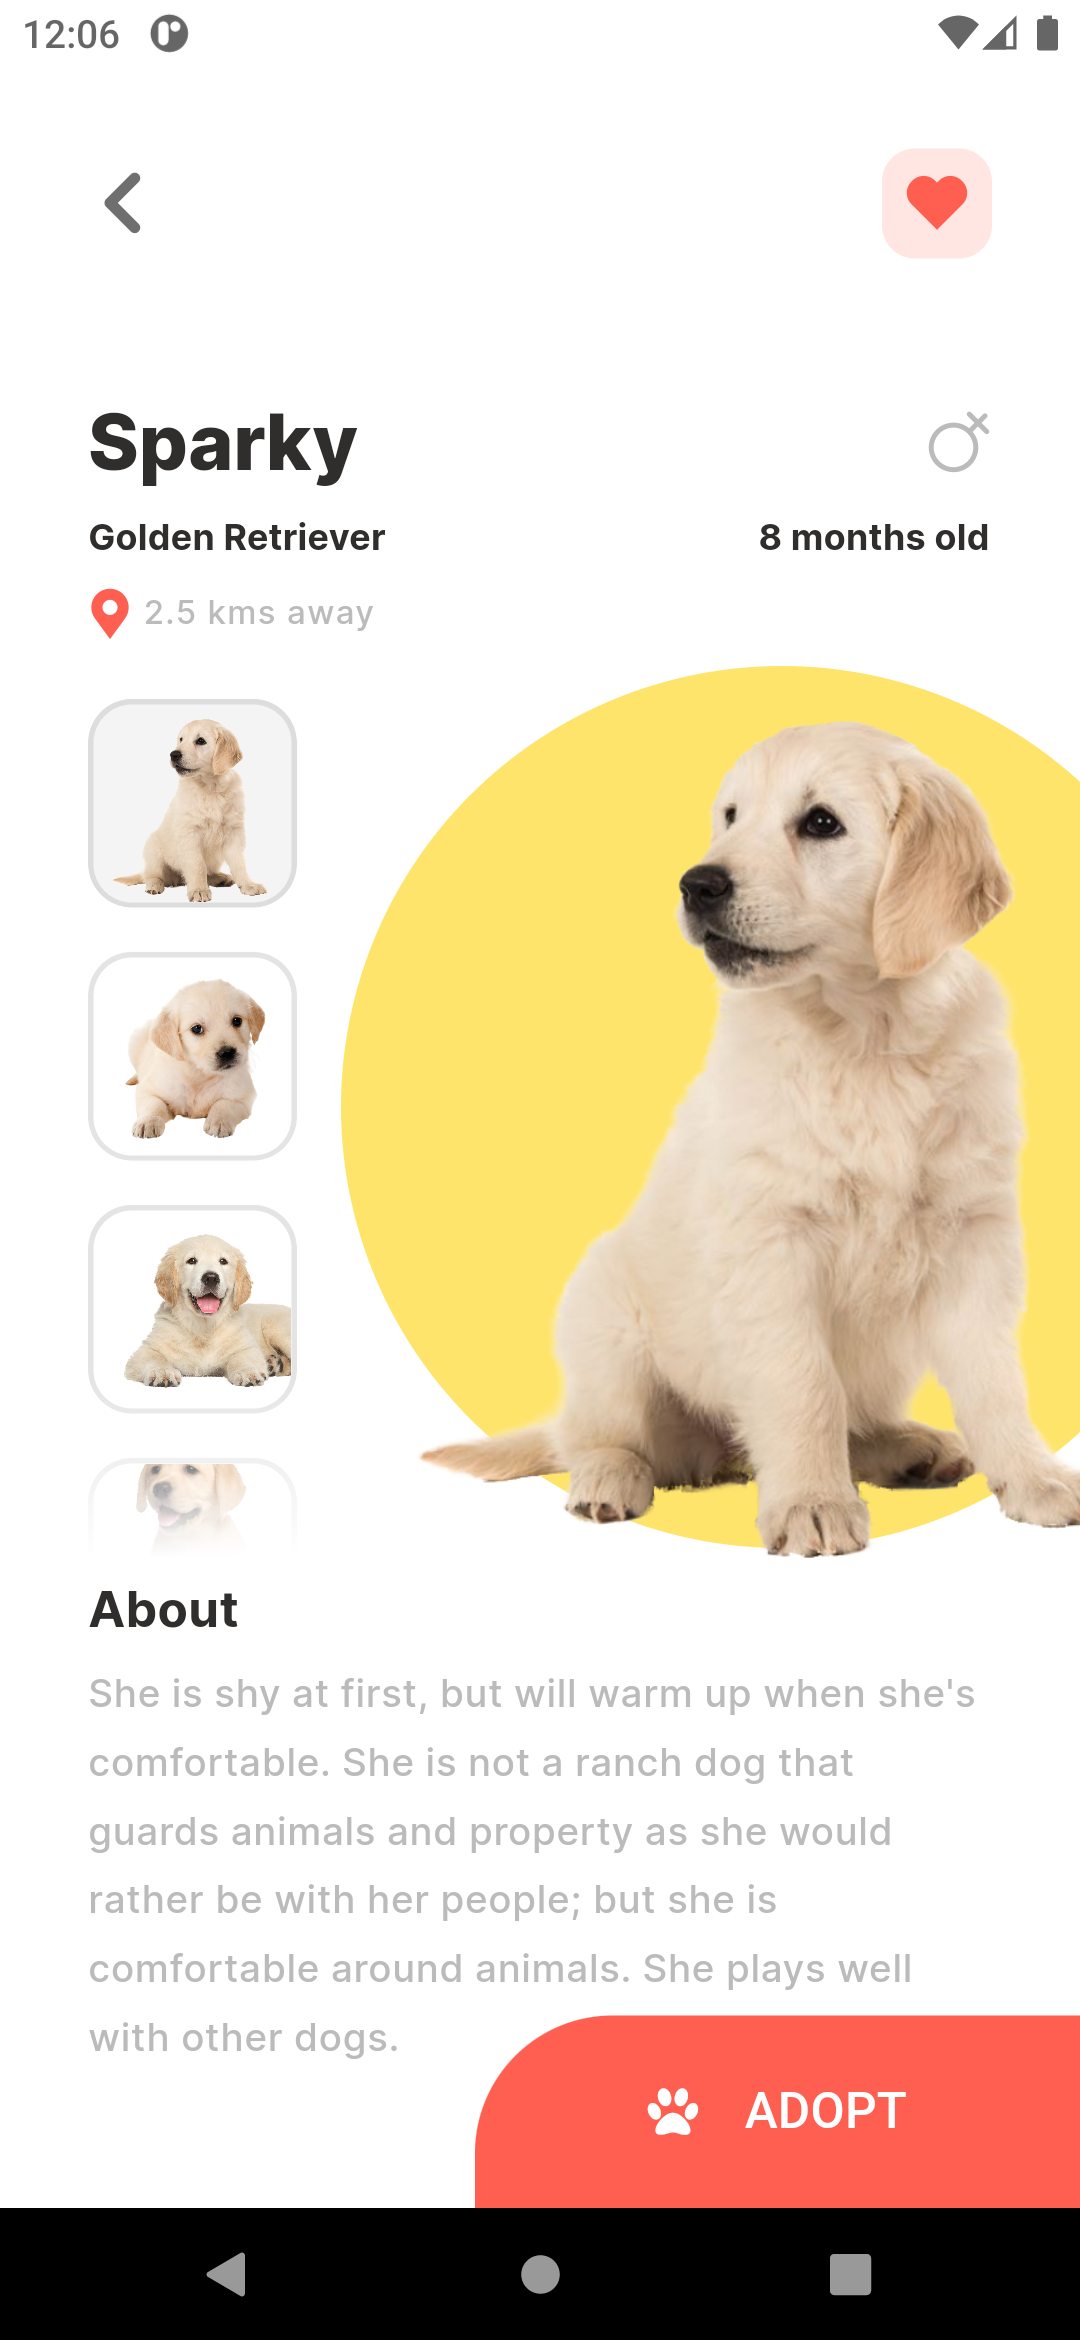 12:06
Sparky
Golden Retriever
8 months old
2.5 kms away
About
She is shy at first, but will warm up when she's
comfortable. She is not a ranch dog that
guards animals and property as she would
rather be with her people; but she is
comfortable around animals. She plays well
with other dogs.
ADOPT